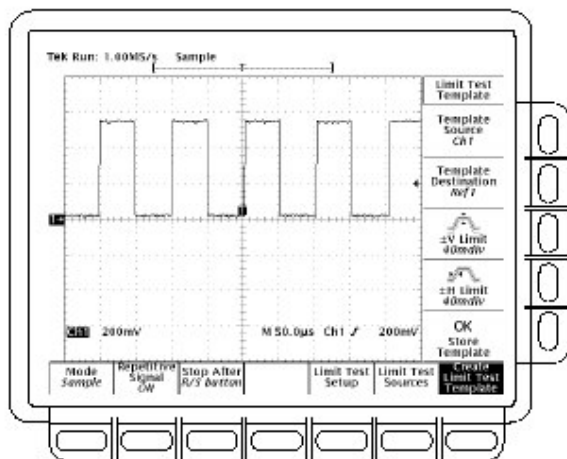 Tek Run: 1.00MS/s Sample
T
Limit Test
Template
Template
Source
Ch1
Template
Destination
Ref1
±V Limit
40mdiv
±H Limit
40mdiv
OK
Store
Template
1
T
Ch1 200mV M 50.0µs Ch1 200mV
Mode
Sample
Repetitive
Signal
ON
Stop After
R/S button
Limit Test
Setup
Limit Test
Sources
Create
Limit Test
Template